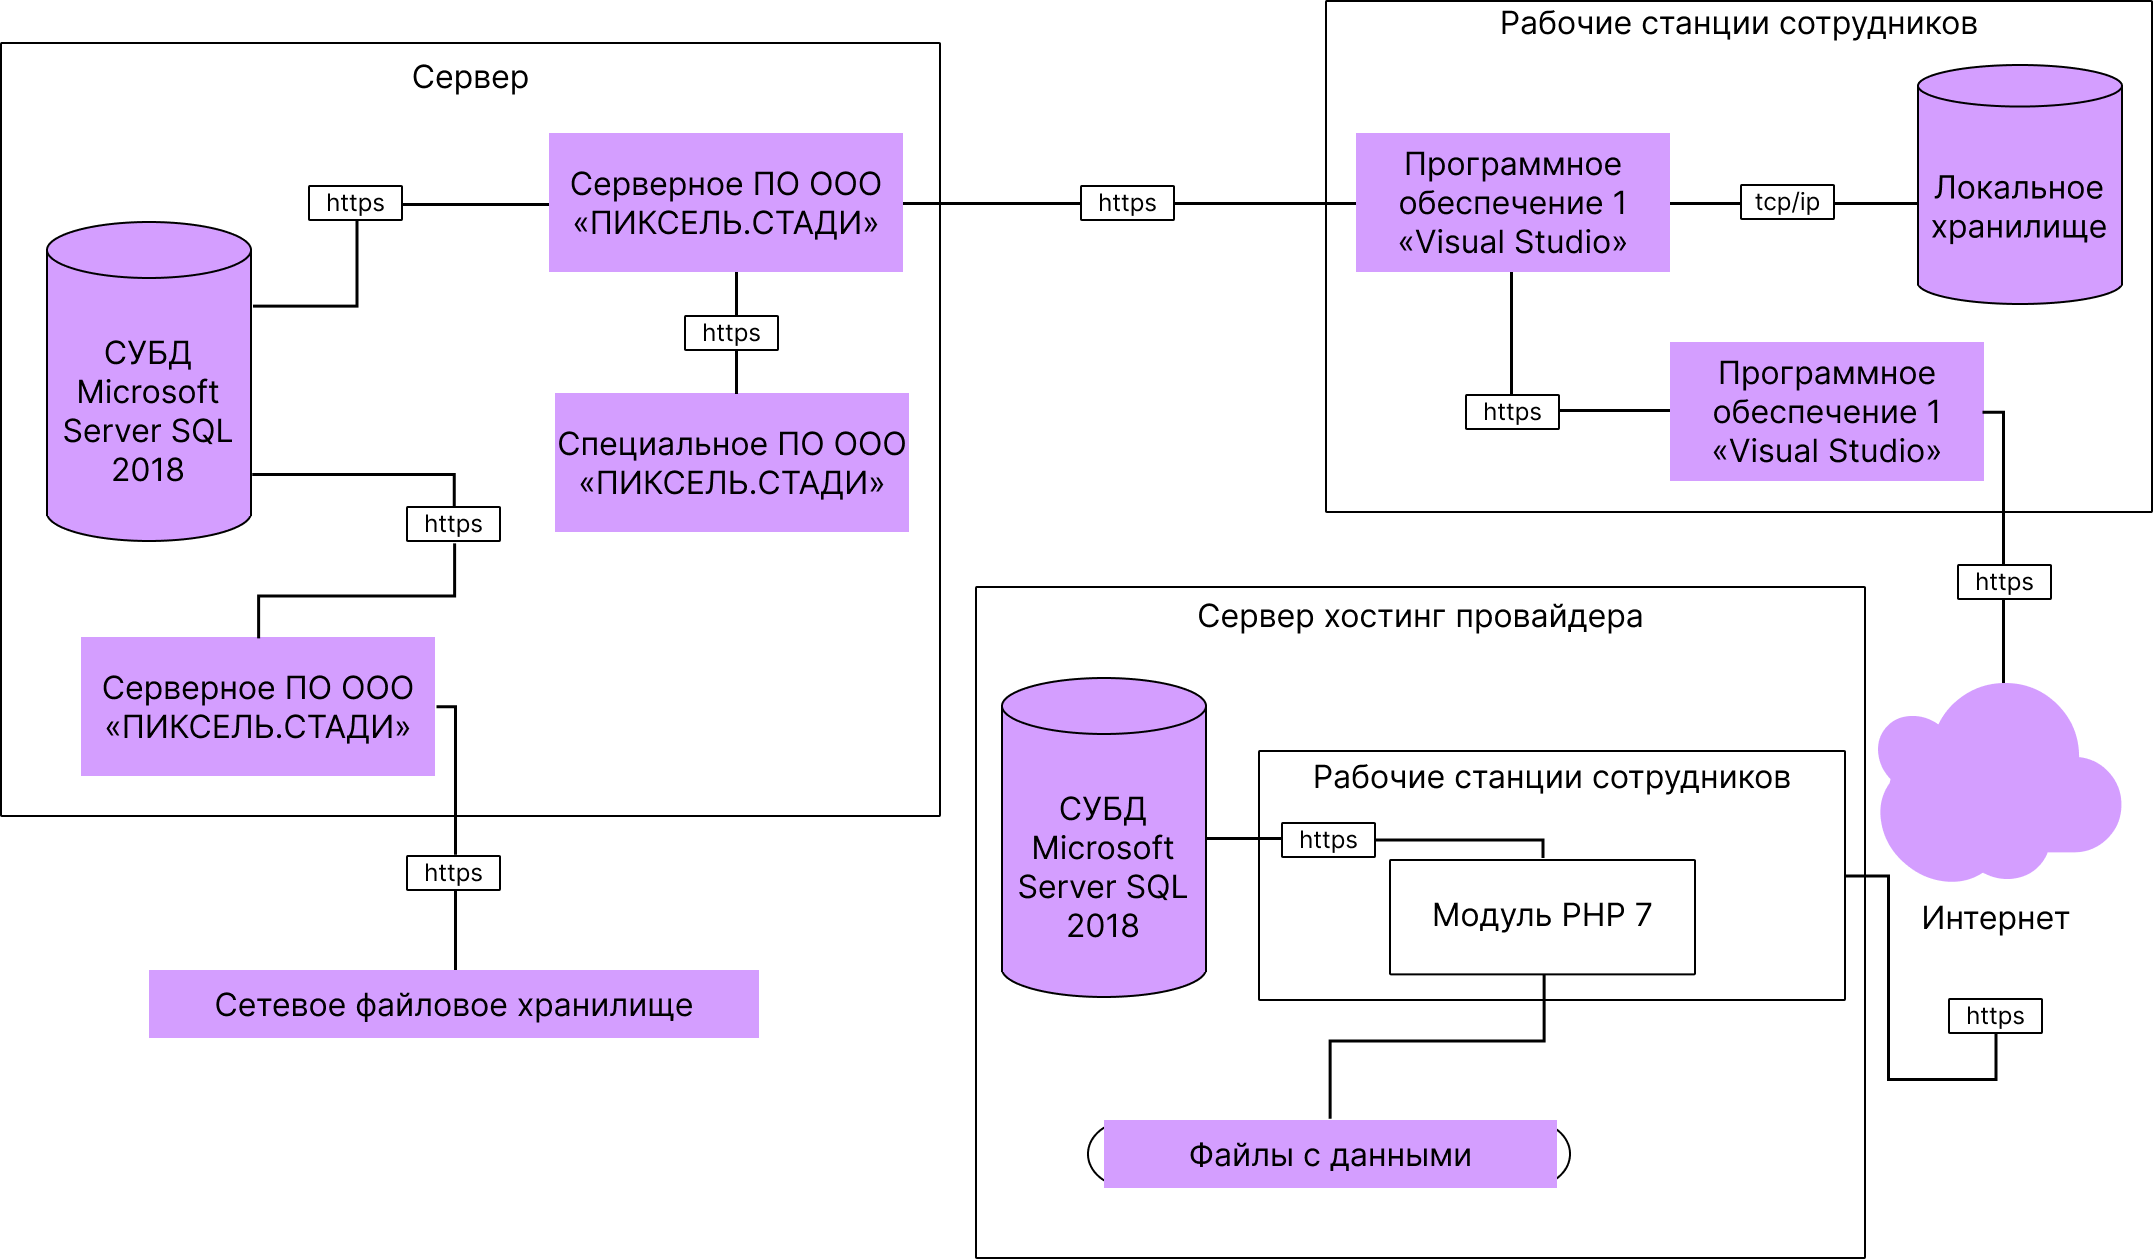 Сервер
https
Серверное ПО ООО
«ПИКСЕЛЬ.СТАДИ»
https
СУБД
Microsoft
Server SQL
2018
Специальное ПО ООО
«ПИКСЕЛЬ.СТАДИ»
https
Серверное ПО ООО
«ПИКСЕЛЬ.СТАДИ»
https
Сетевое файловое хранилище
https
Рабочие станции сотрудников
Программное
обеспечение 1
«Visual Studio»
tcp/ip
Локальное
хранилище
https
Программное
обеспечение 1
«Visual Studio»
https
Интернет
https
Сервер хостинг провайдера
СУБД
Microsoft
Server SQL
2018
Рабочие станции сотрудников
https
Модуль PHP 7
Файлы с данными